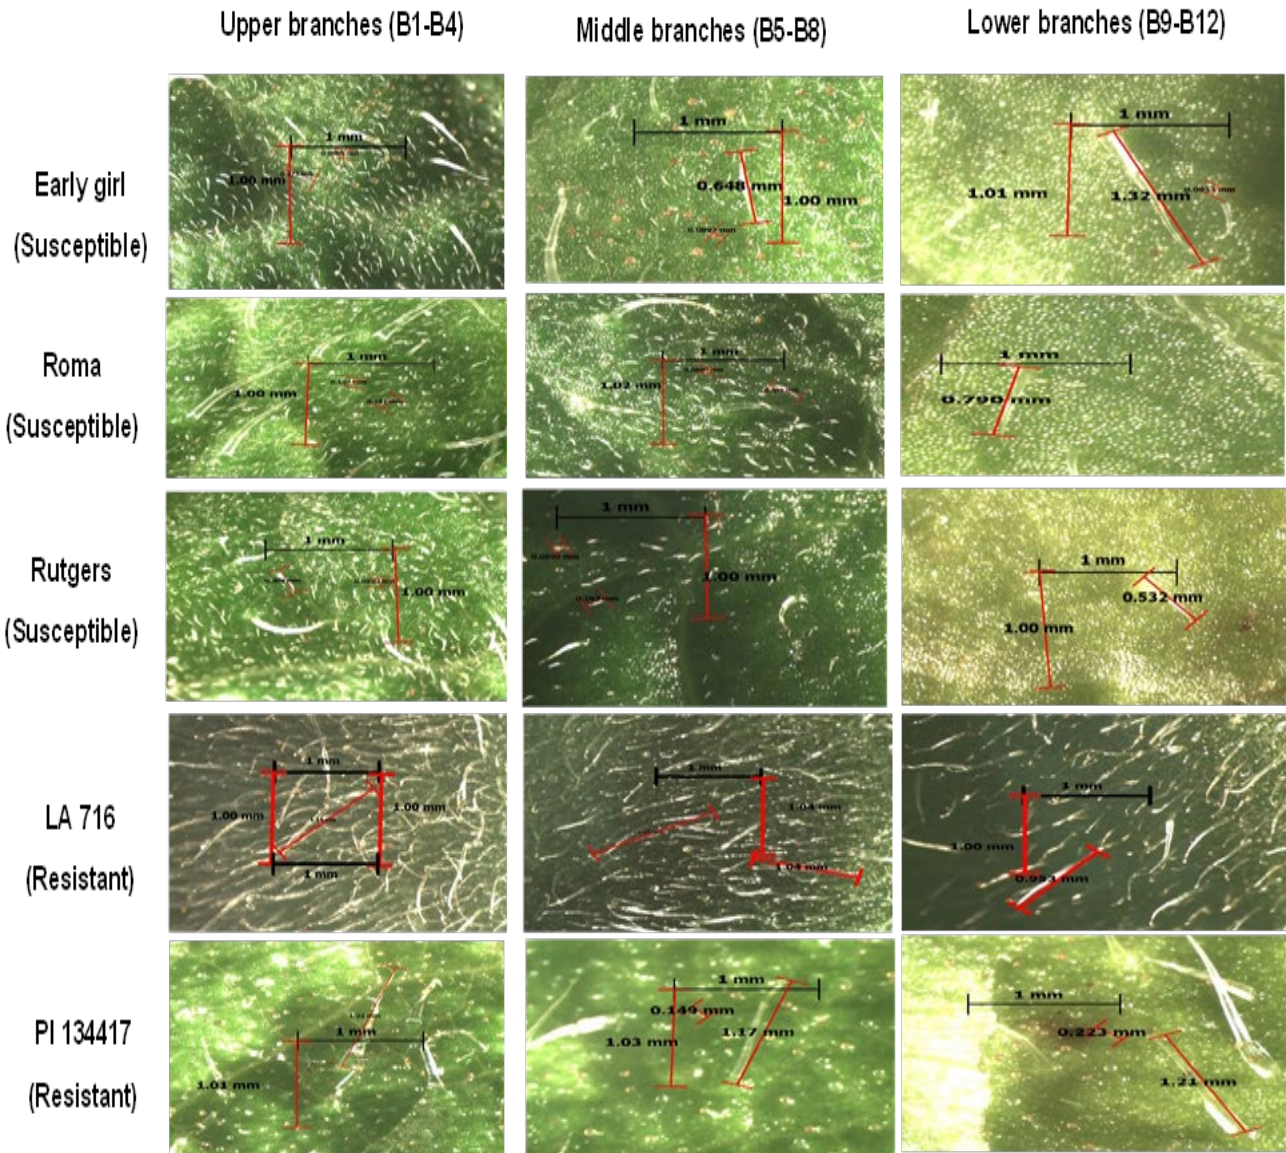 Upper branches (B1-B4)
Middle branches (B5-B8)
Lower branches (B9-B12)
Early girl
(Susceptible)
1 mm
1.00 mm
1 mm
0.648 mm
1.00 mm
1 mm
1.01 mm
1.32 mm
Roma
(Susceptible)
1 mm
1.00 mm
1 mm
1.02 mm
1 mm
0.790 mm
Rutgers
(Susceptible)
1 mm
1.00 mm
1 mm
1.00 mm
1 mm
0.532 mm
1.00 mm
LA 716
(Resistant)
1 mm
1.00 mm
1.00 mm
1 mm
1 mm
1.04 mm
1.04 mm
1 mm
1.00 mm
0.953 mm
PI 134417
(Resistant)
1 mm
1.01 mm
1 mm
0.149 mm
1.03 mm
1.17 mm
1 mm
0.223 mm
1.21 mm